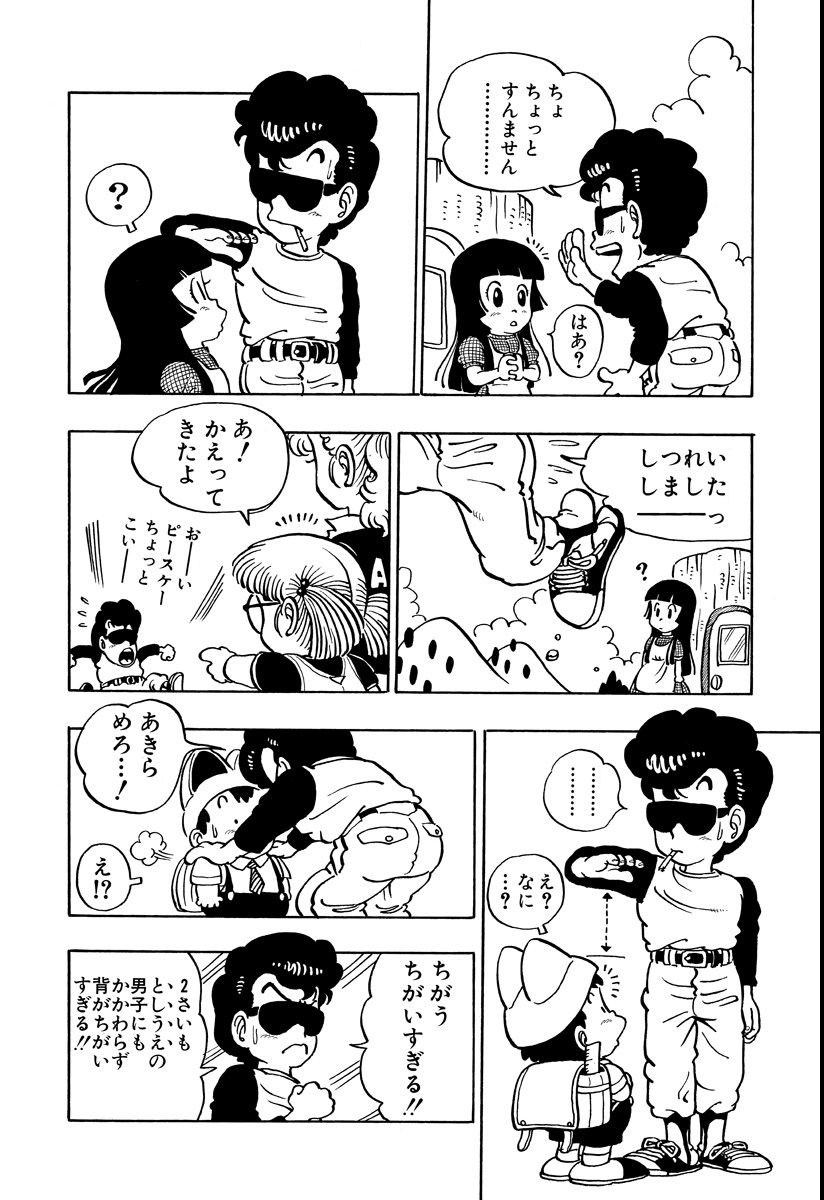 ちょ
ちょっと
すんません
………………
はあ?
?
いたっ
れし
つま
しし───
?
あ!
かえって
きたよ
おーい
ピースケー
ちょっと
こいー
A
…………
え?
なに
…?
あきら
めろ…!
え!?
ちがう
ちがいすぎる!!
2さいも
としうえの
男子にも
かかわらず
背がちがい
すぎる!!